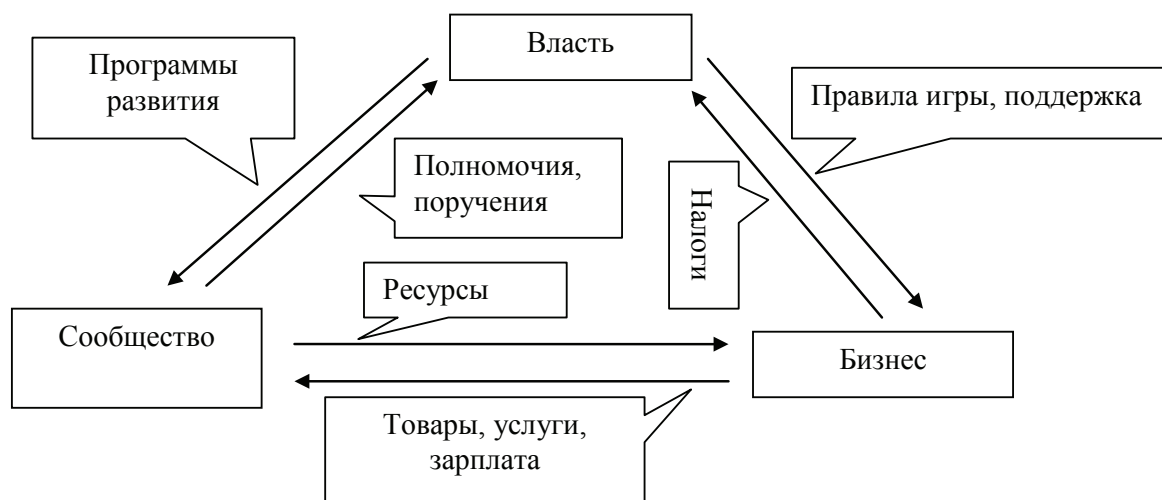 Власть
Программы
развития
Правила игры, поддержка
Полномочия,
поручения
Налоги
Ресурсы
Сообщество
Бизнес
Товары, услуги,
зарплата